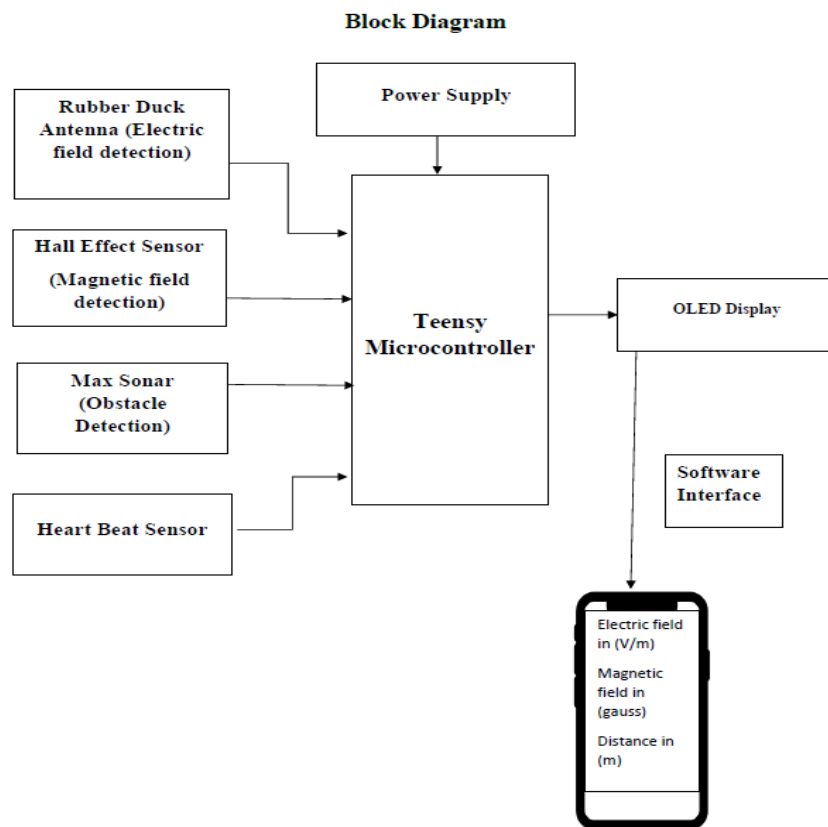 Block Diagram
Power Supply
Rubber Duck
Antenna (Electric
field detection)
Hall Effect Sensor
(Magnetic field
detection)
Max Sonar
(Obstacle
Detection)
Heart Beat Sensor
Teensy
Microcontroller
OLED Display
Software
Interface
Electric field
in (V/m)
Magnetic
field in
(gauss)
Distance in
(m)